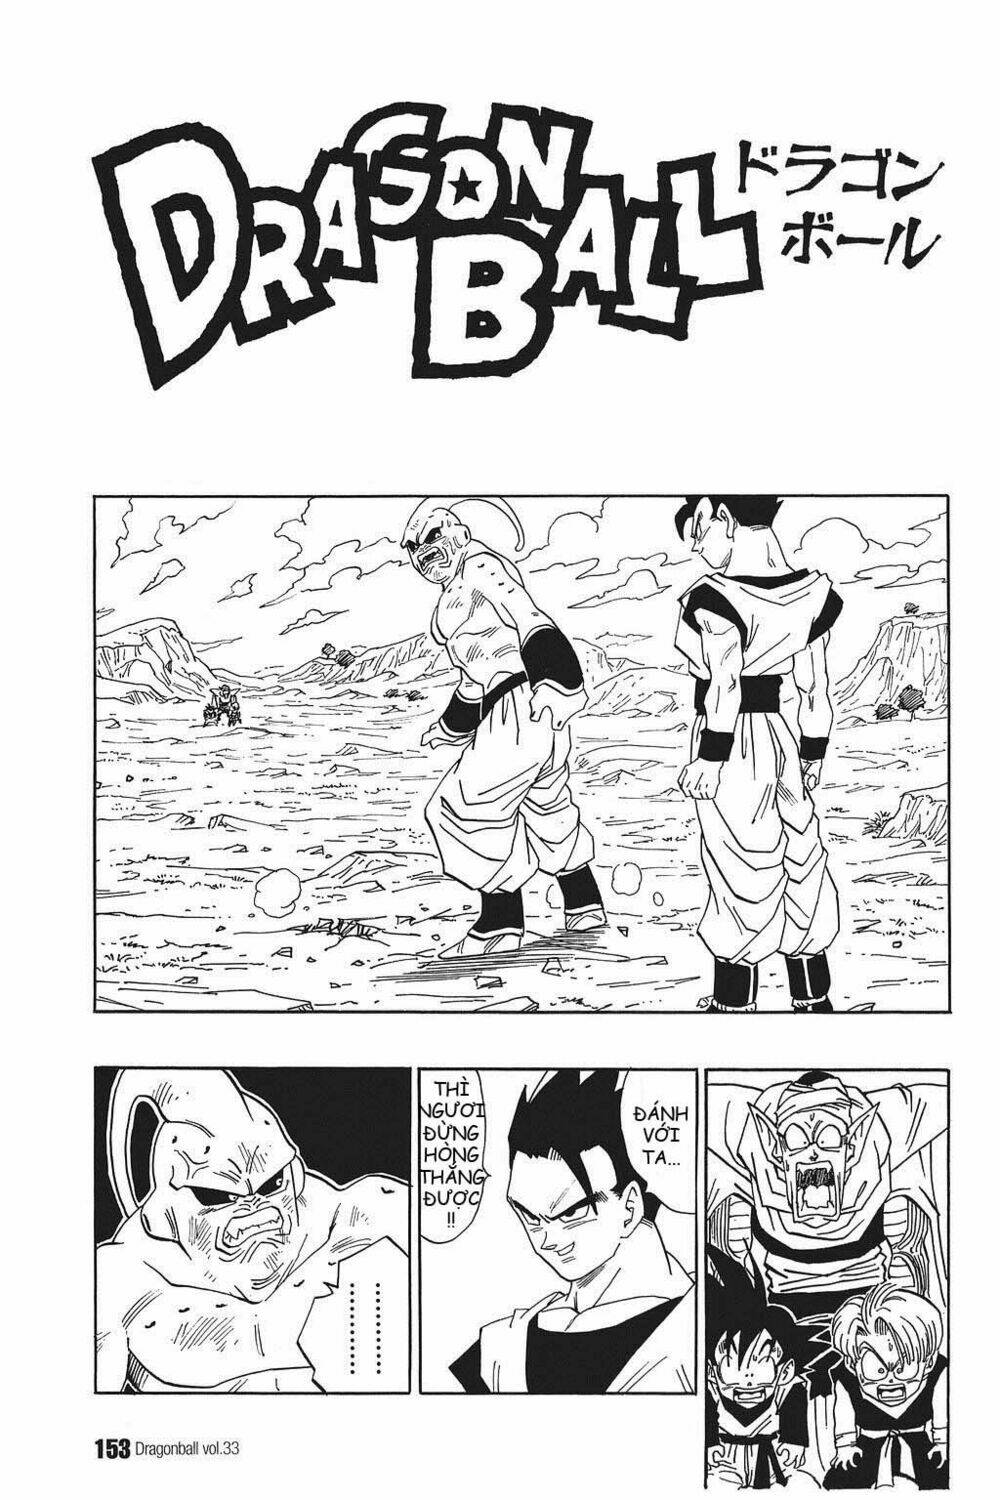 DRAGON
BALL
ドラゴン
ボール
ĐÁNH
VỚI
TA...
THÌ
NGƯƠI
ĐỪNG
HÒNG
THẮNG
ĐƯỢC
!!
............
............
153 Dragonball vol.33